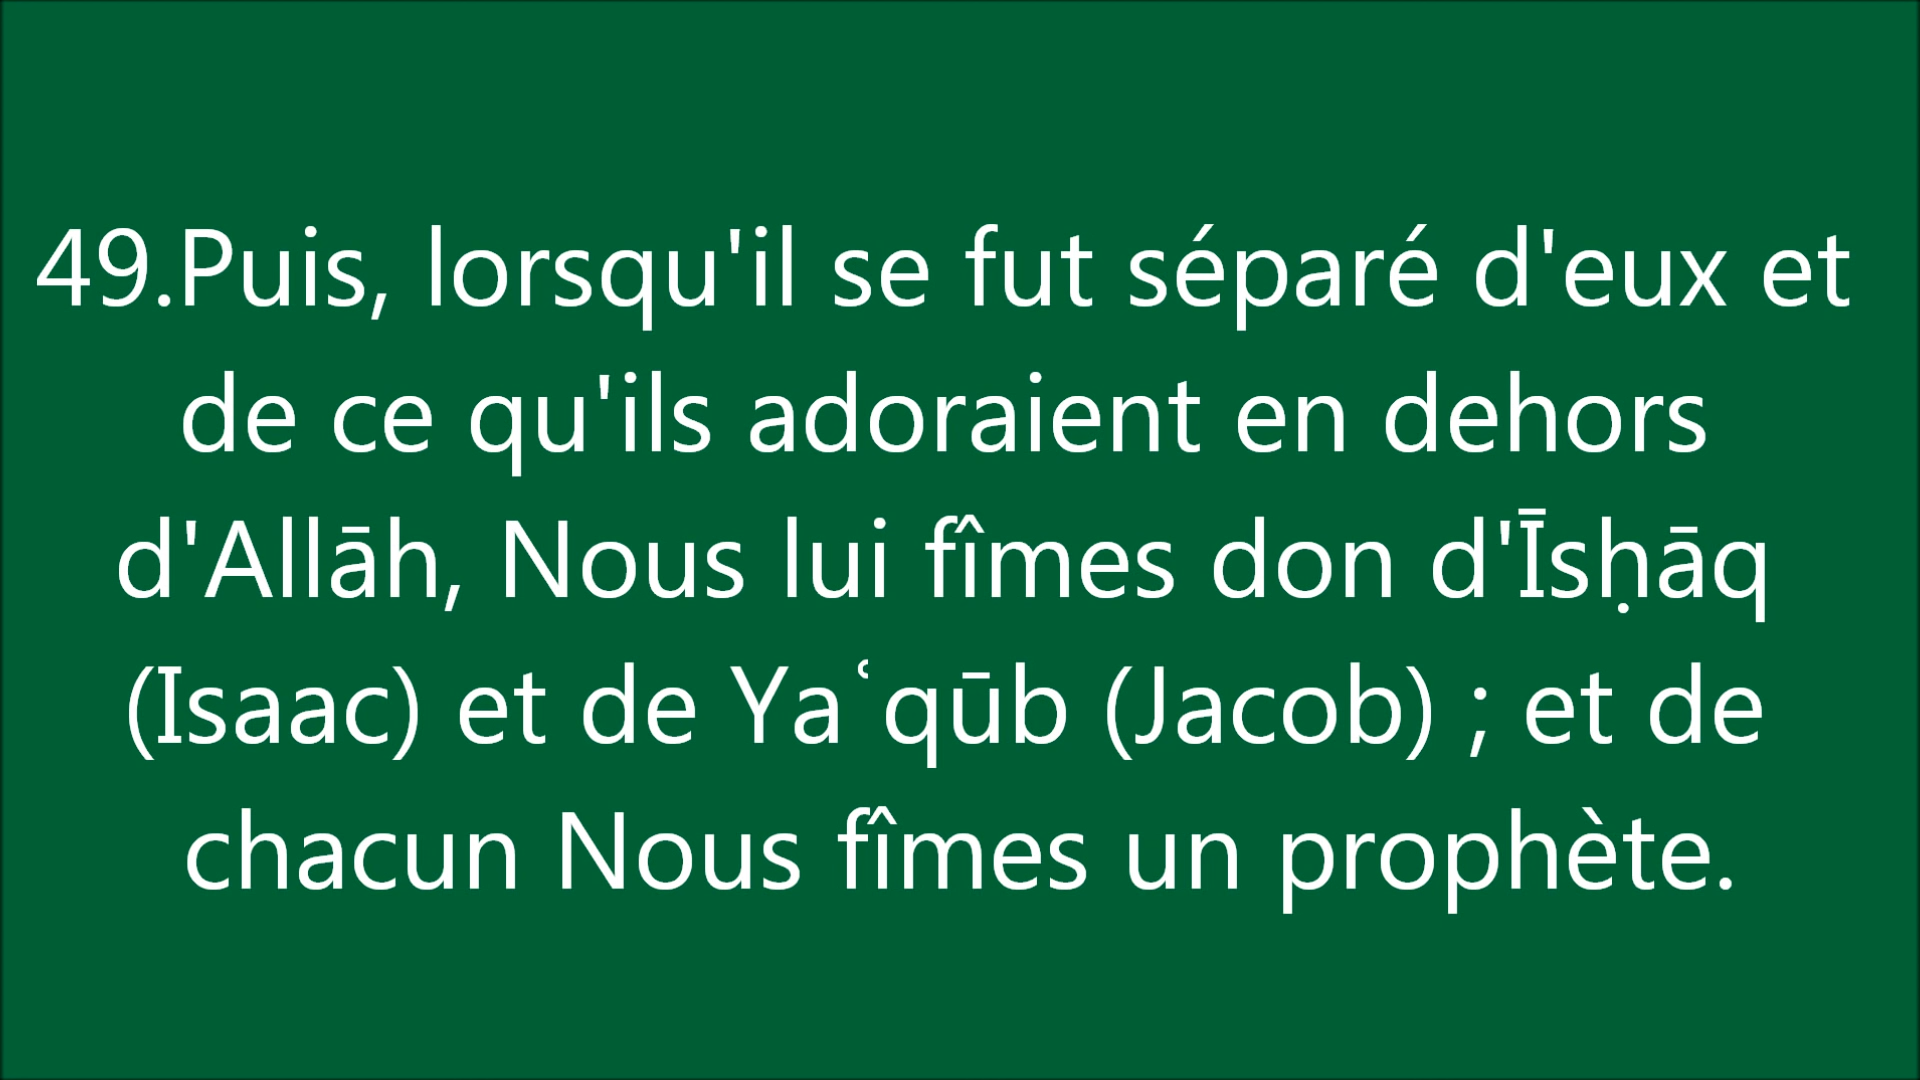 49.Puis, lorsqu'il se fut séparé d'eux et
de ce qu'ils adoraient en dehors
d'Allāh, Nous lui fîmes don d'Īsḥāq
(Isaac) et de Yaʿqūb (Jacob) ; et de
chacun Nous fîmes un prophète.